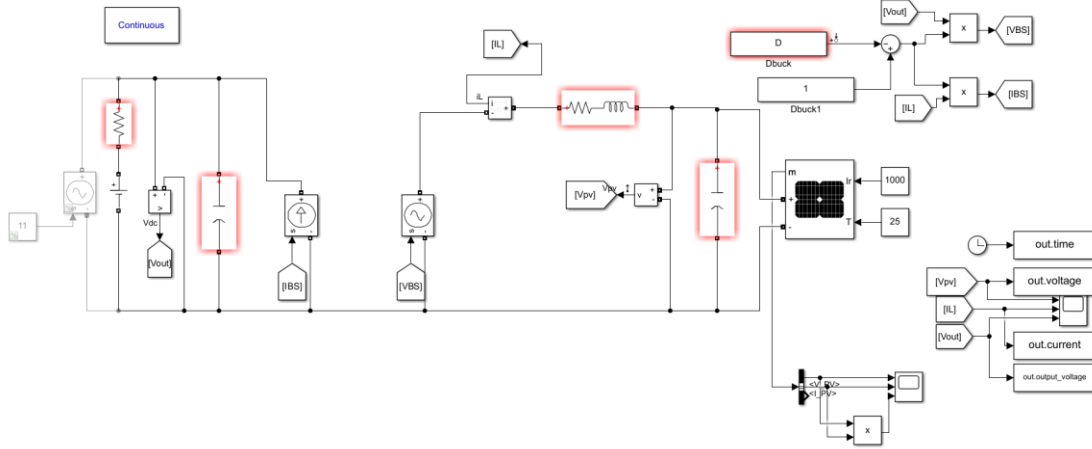 Continuous
[Vout]
x
[VBS]
[IL]
D
Dbuck
1
Dbuck1
x
[IBS]
[IL]
iL
i
+
-
+
+
+
+
11
Vdc
v
[Vout]
[IBS]
[VBS]
s
s
[Vpv]
Vpv
v
+
-
+
m
+
-
Ir
T
1000
25
out.time
[Vpv]
out.voltage
[IL]
[Vout]
out.current
out.output_voltage
<V_PV>
<I_PV>
x